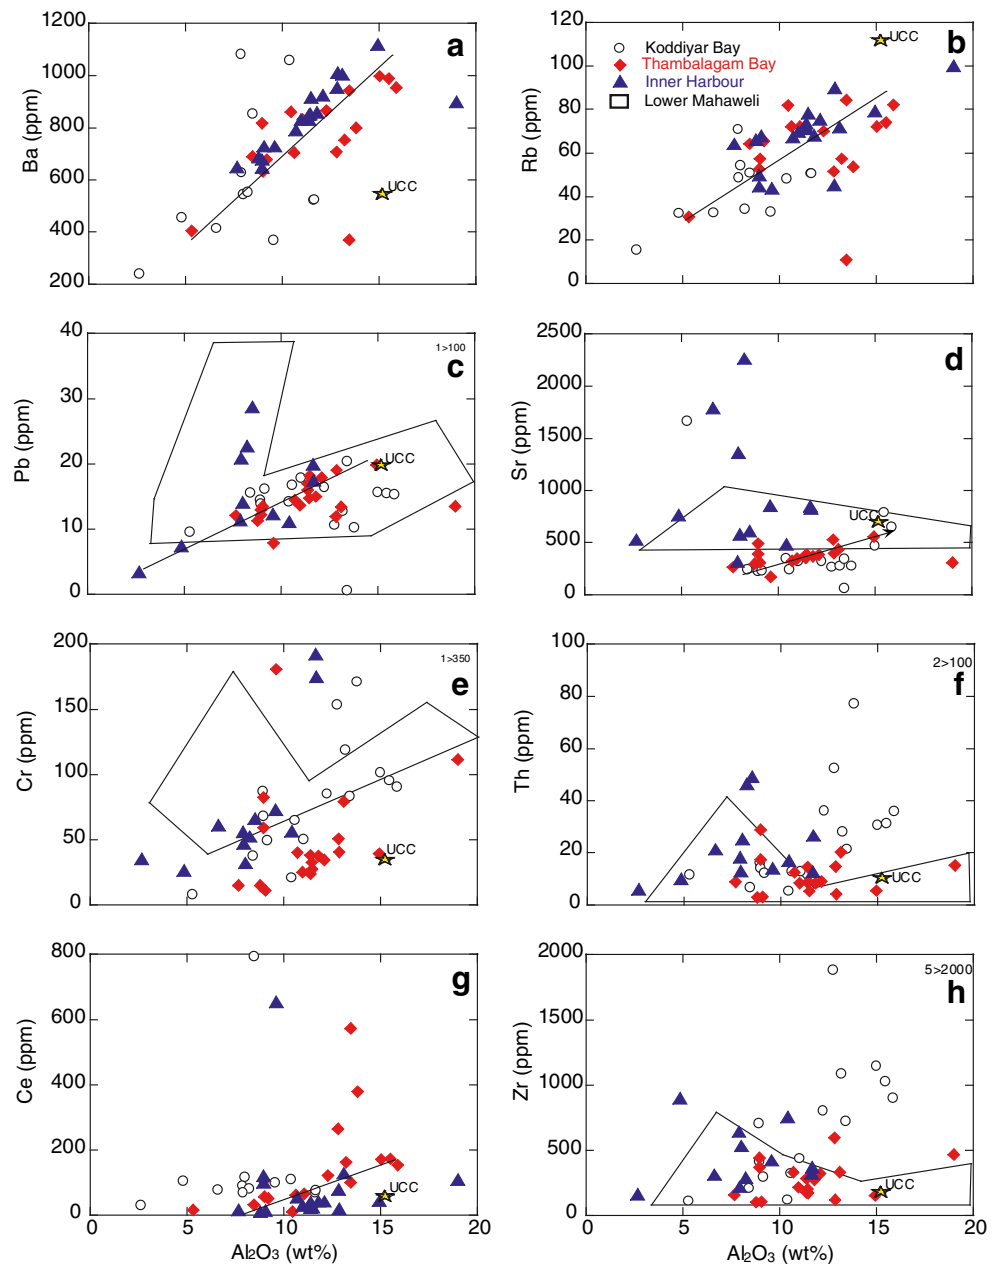 a
Ba (ppm)
1200
1000
800
600
400
200
UCC
b
Rb (ppm)
120
100
80
60
40
20
0
UCC
Koddiyar Bay
Thambalagam Bay
Inner Harbour
Lower Mahaweli
c
1>100
Pb (ppm)
40
30
20
10
0
UCC
d
Sr (ppm)
2500
2000
1500
1000
500
0
UCC
e
1>350
Cr (ppm)
200
150
100
50
0
UCC
f
2>100
Th (ppm)
100
80
60
40
20
0
UCC
g
Ce (ppm)
800
600
400
200
0
UCC
0 5 10 15 20
Al2O3 (wt%)
h
5>2000
Zr (ppm)
2000
1500
1000
500
0
UCC
0 5 10 15 20
Al2O3 (wt%)